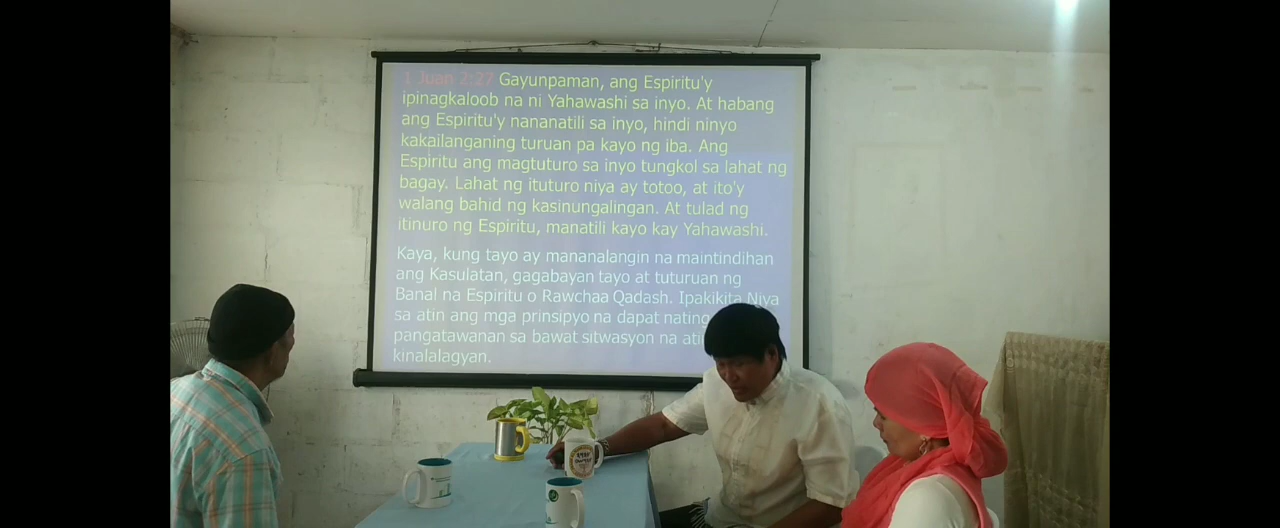 1 Juan 2:27 Gayunpaman, ang Espiritu'y
ipinagkaloob na ni Yahawashi sa inyo. At habang
ang Espiritu'y nananatili sa inyo, hindi ninyo
kakailanganing turuan pa kayo ng iba. Ang
Espiritu ang magtuturo sa inyo tungkol sa lahat ng
bagay. Lahat ng ituturo niya ay totoo, at ito'y
walang bahid ng kasinungalingan. At tulad ng
itinuro ng Espiritu, manatili kayo kay Yahawashi.
Kaya, kung tayo ay mananalangin na maintindihan
ang Kasulatan, gagabayan tayo at tuturuan ng
Banal na Espiritu o Rawchaa Qadash. Ipakikita Niya
sa atin ang mga prinsipyo na dapat nating
pangatawanan sa bawat sitwasyon na
kinalalagyan.